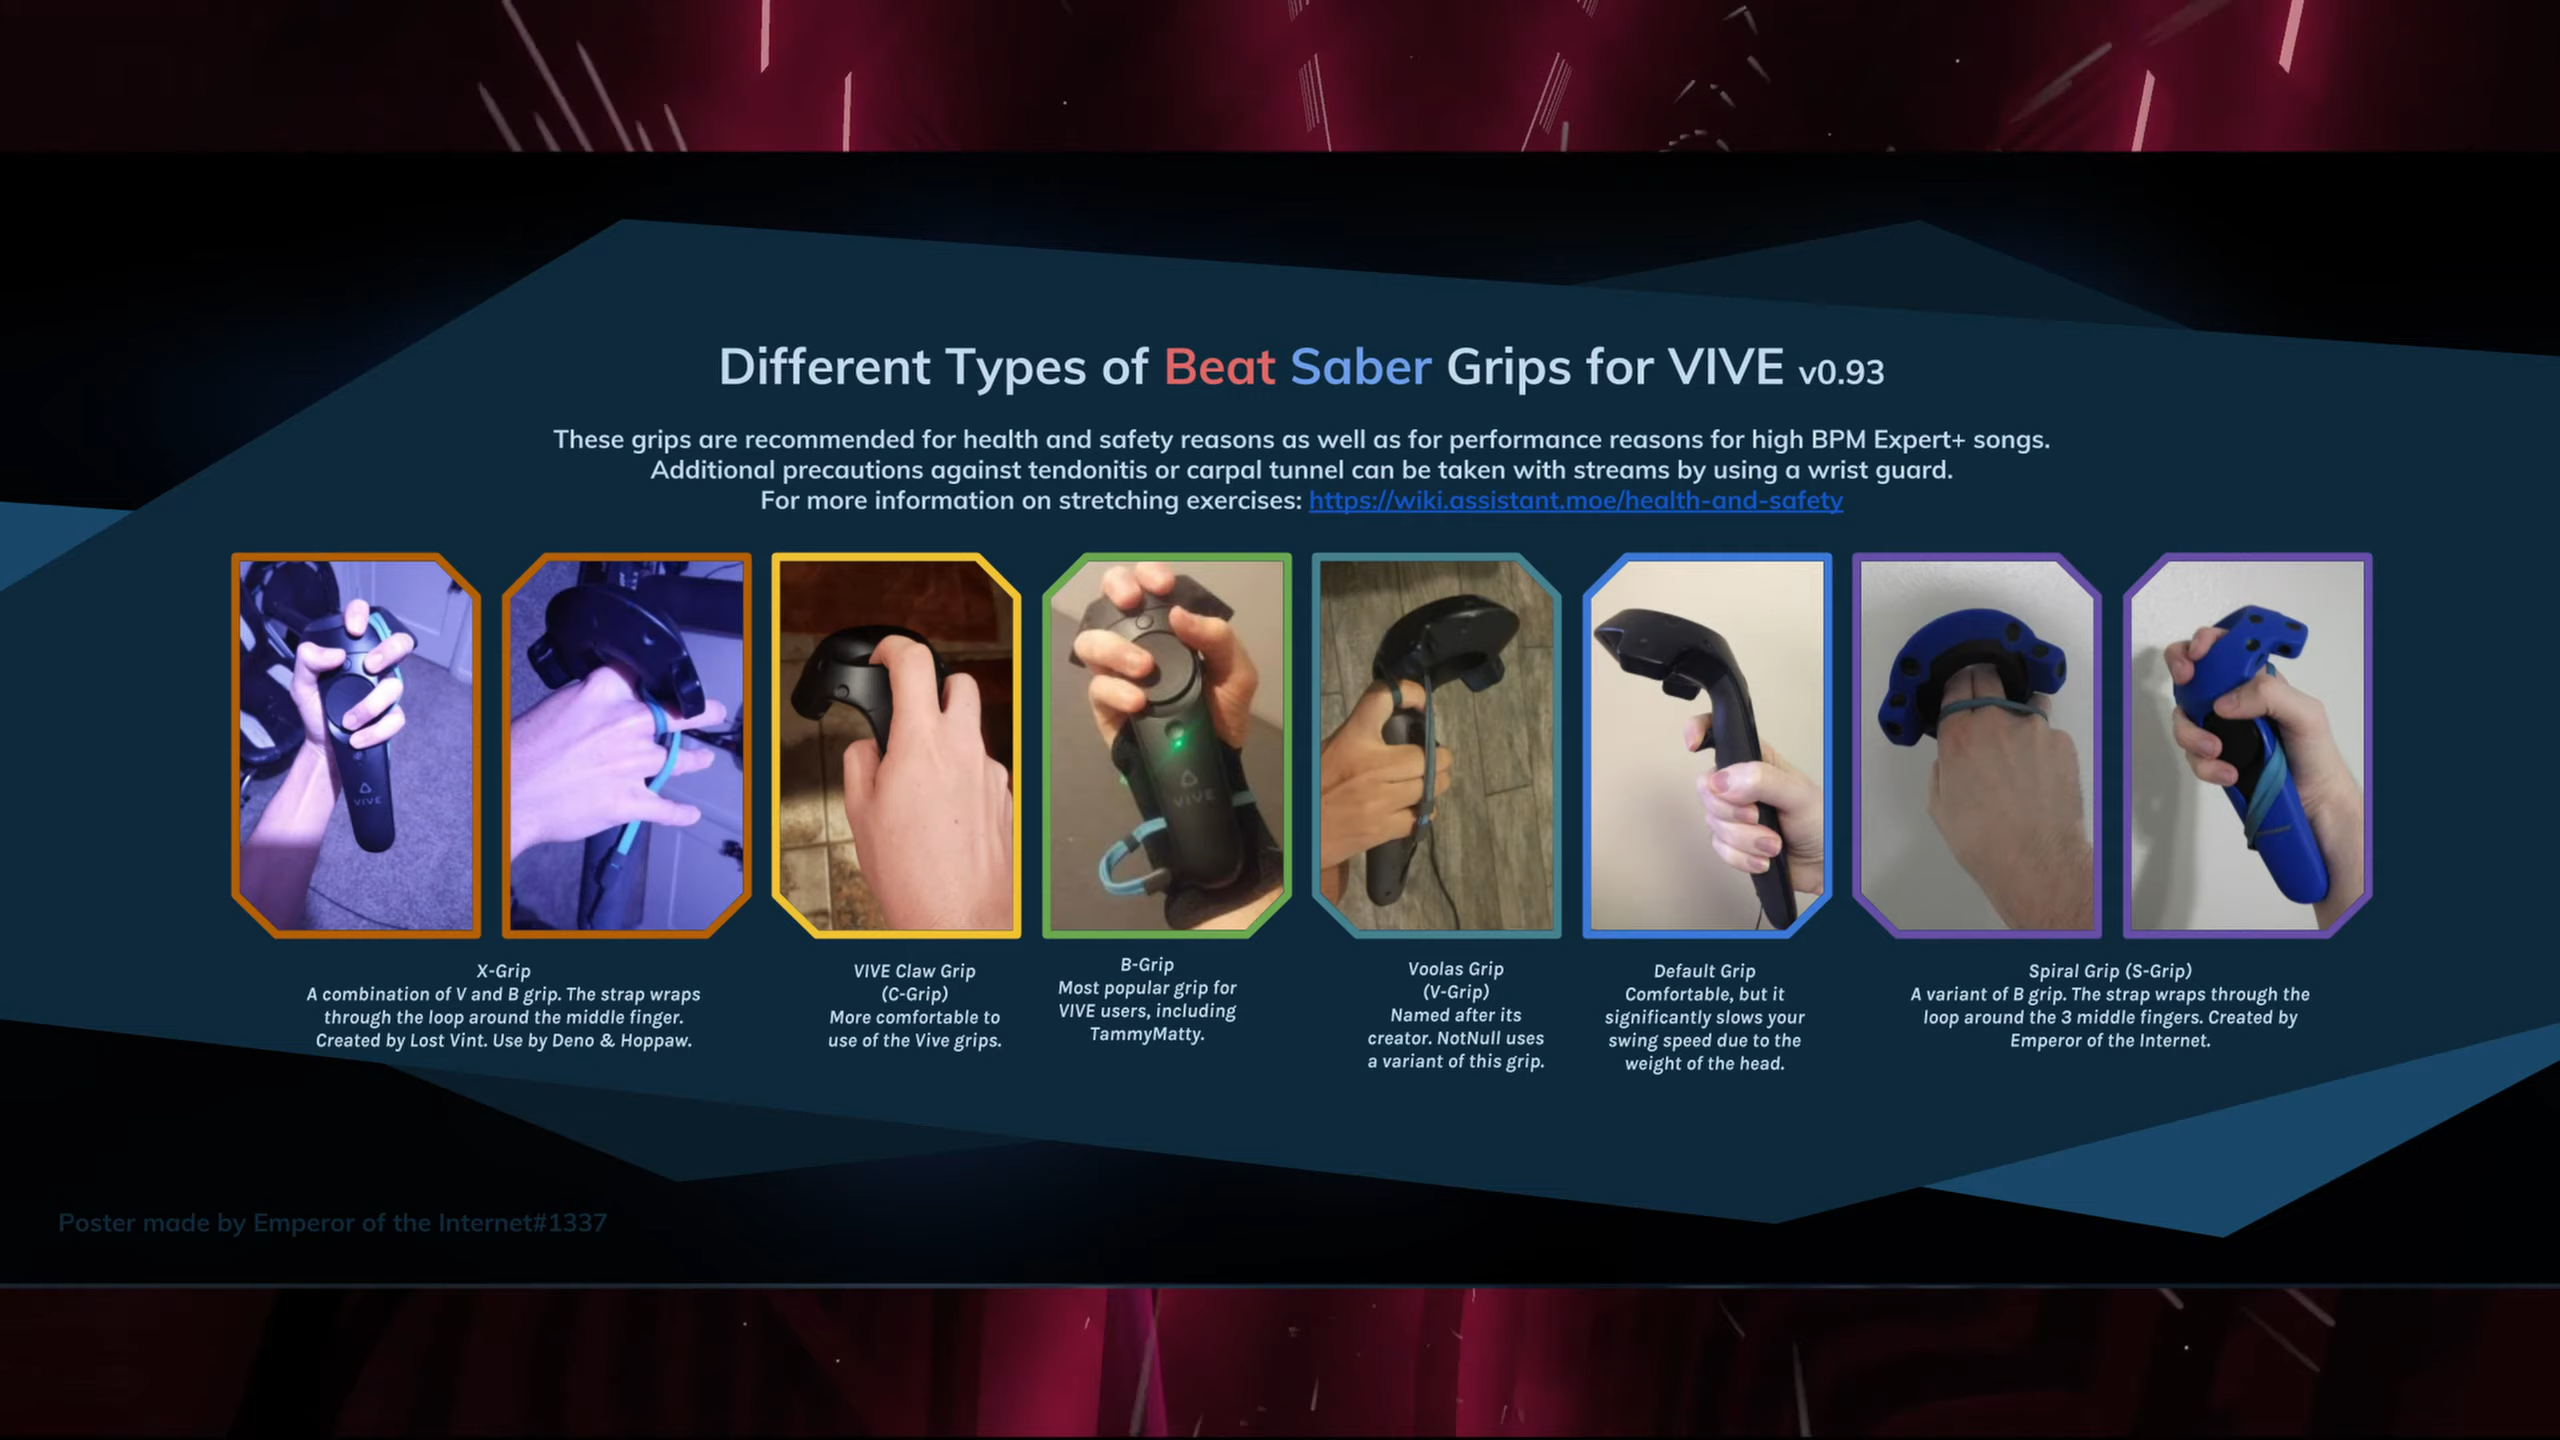 Different Types of Beat Saber Grips for VIVE v0.93
These grips are recommended for health and safety reasons as well as for performance reasons for high BPM Expert+ songs.
Additional precautions against tendonitis or carpal tunnel can be taken with streams by using a wrist guard.
For more information on stretching exercises: https://wiki.assistant.moe/health-and-safety
VIVE
VIVE
X-Grip
A combination of V and B grip. The strap wraps
through the loop around the middle finger.
Created by Lost Vint. Use by Deno & Hoppaw.
VIVE Claw Grip
(C-Grip)
More comfortable to
use of the Vive grips.
B-Grip
Most popular grip for
VIVE users, including
TammyMatty.
Voolas Grip
(V-Grip)
Named after its
creator. NotNull uses
a variant of this grip.
Default Grip
Comfortable, but it
significantly slows your
swing speed due to the
weight of the head.
Spiral Grip (S-Grip)
A variant of B grip. The strap wraps through the
loop around the 3 middle fingers. Created by
Emperor of the Internet.
Poster made by Emperor of the Internet#1337